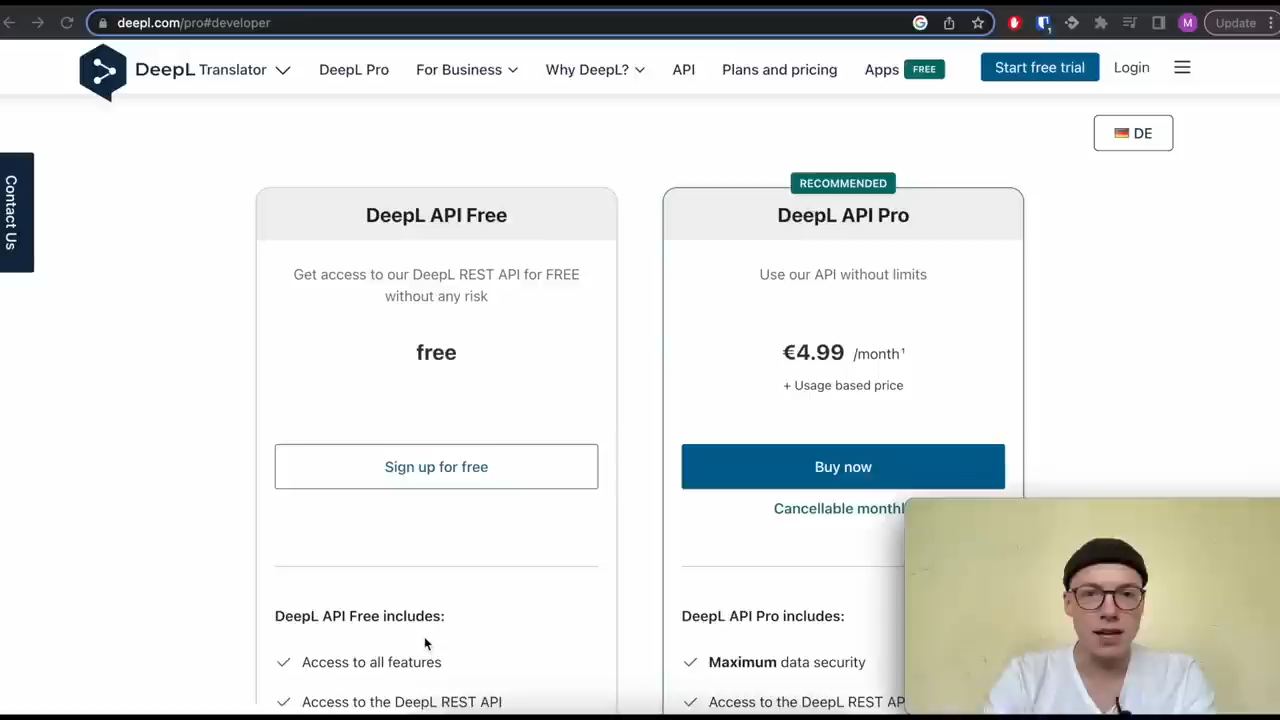 deepl.com/pro#developer
1
M
Update
DeepL Translator
DeepL Pro
For Business
Why DeepL?
API
Plans and pricing
Apps
FREE
Start free trial
Login
DE
Contact Us
DeepL API Free
Get access to our DeepL REST API for FREE
without any risk
free
Sign up for free
DeepL API Free includes:
Access to all features
Access to the DeepL REST API
RECOMMENDED
DeepL API Pro
Use our API without limits
€4.99 /month¹
+ Usage based price
Buy now
Cancellable monthl
DeepL API Pro includes:
Maximum data security
Access to the DeepL REST AP